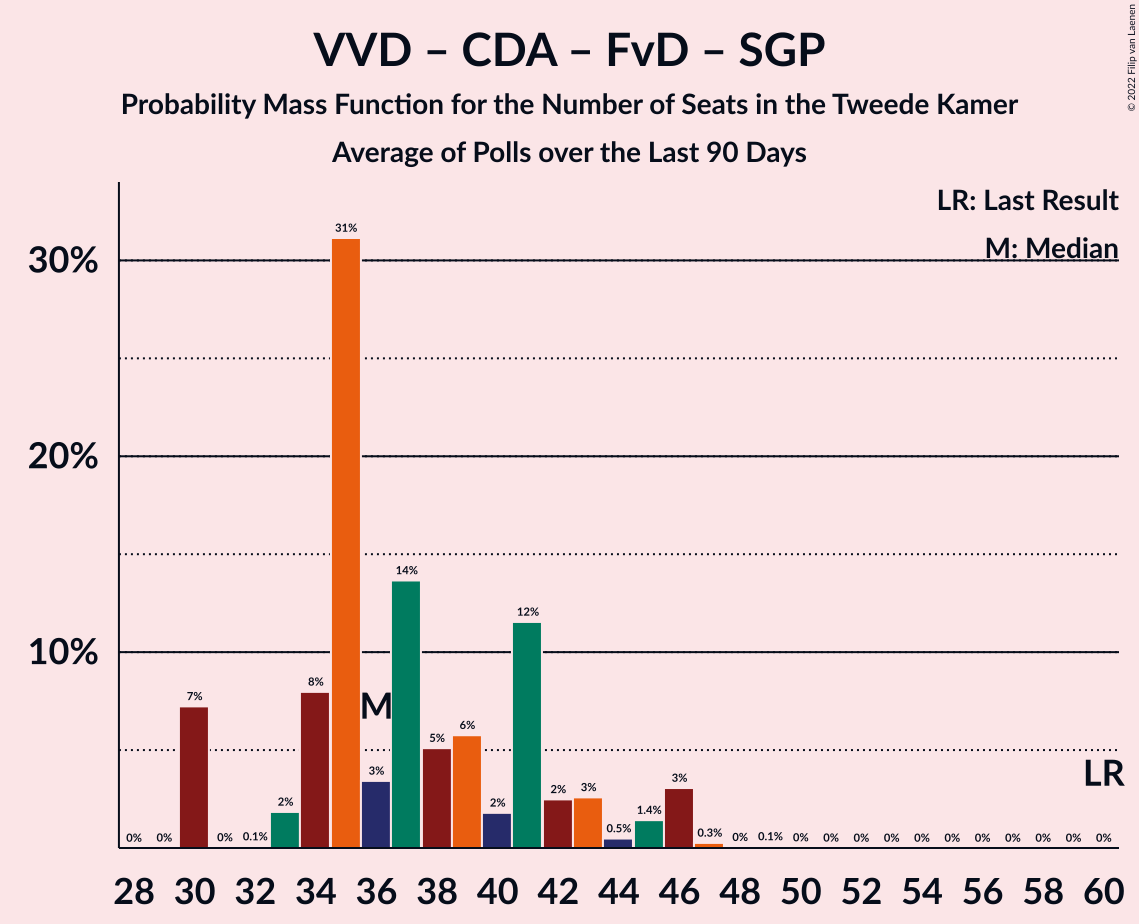 VVD – CDA – FvD – SGP
Probability Mass Function for the Number of Seats in the Tweede Kamer
Average of Polls over the Last 90 Days
© 2022 Filip van Laenen
LR: Last Result
M: Median
30%
20%
10%
0% 0% 7% 0% 0.1% 2% 8% 31% 3% 14% 5% 6% 2% 12% 2% 3% 0.5% 1.4% 3% 0.3% 0% 0.1% 0% 0% 0% 0% 0% 0% 0% 0% 0% 0% 0%
M
LR
28 30 32 34 36 38 40 42 44 46 48 50 52 54 56 58 60